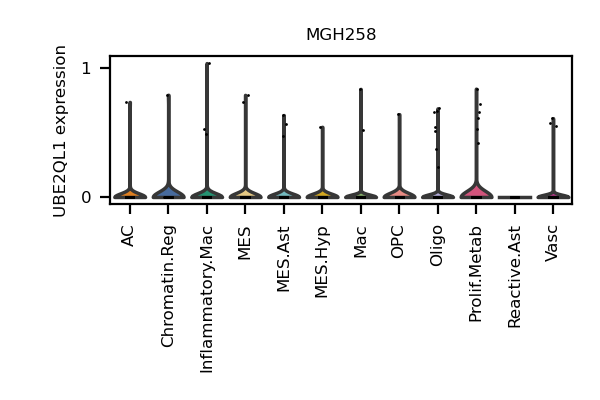 MGH258
UBE2QL1 expression
1
0
AC
Chromatin.Reg
Inflammatory.Mac
MES
MES.Ast
MES.Hyp
Mac
OPC
Oligo
Prolif.Metab
Reactive.Ast
Vasc